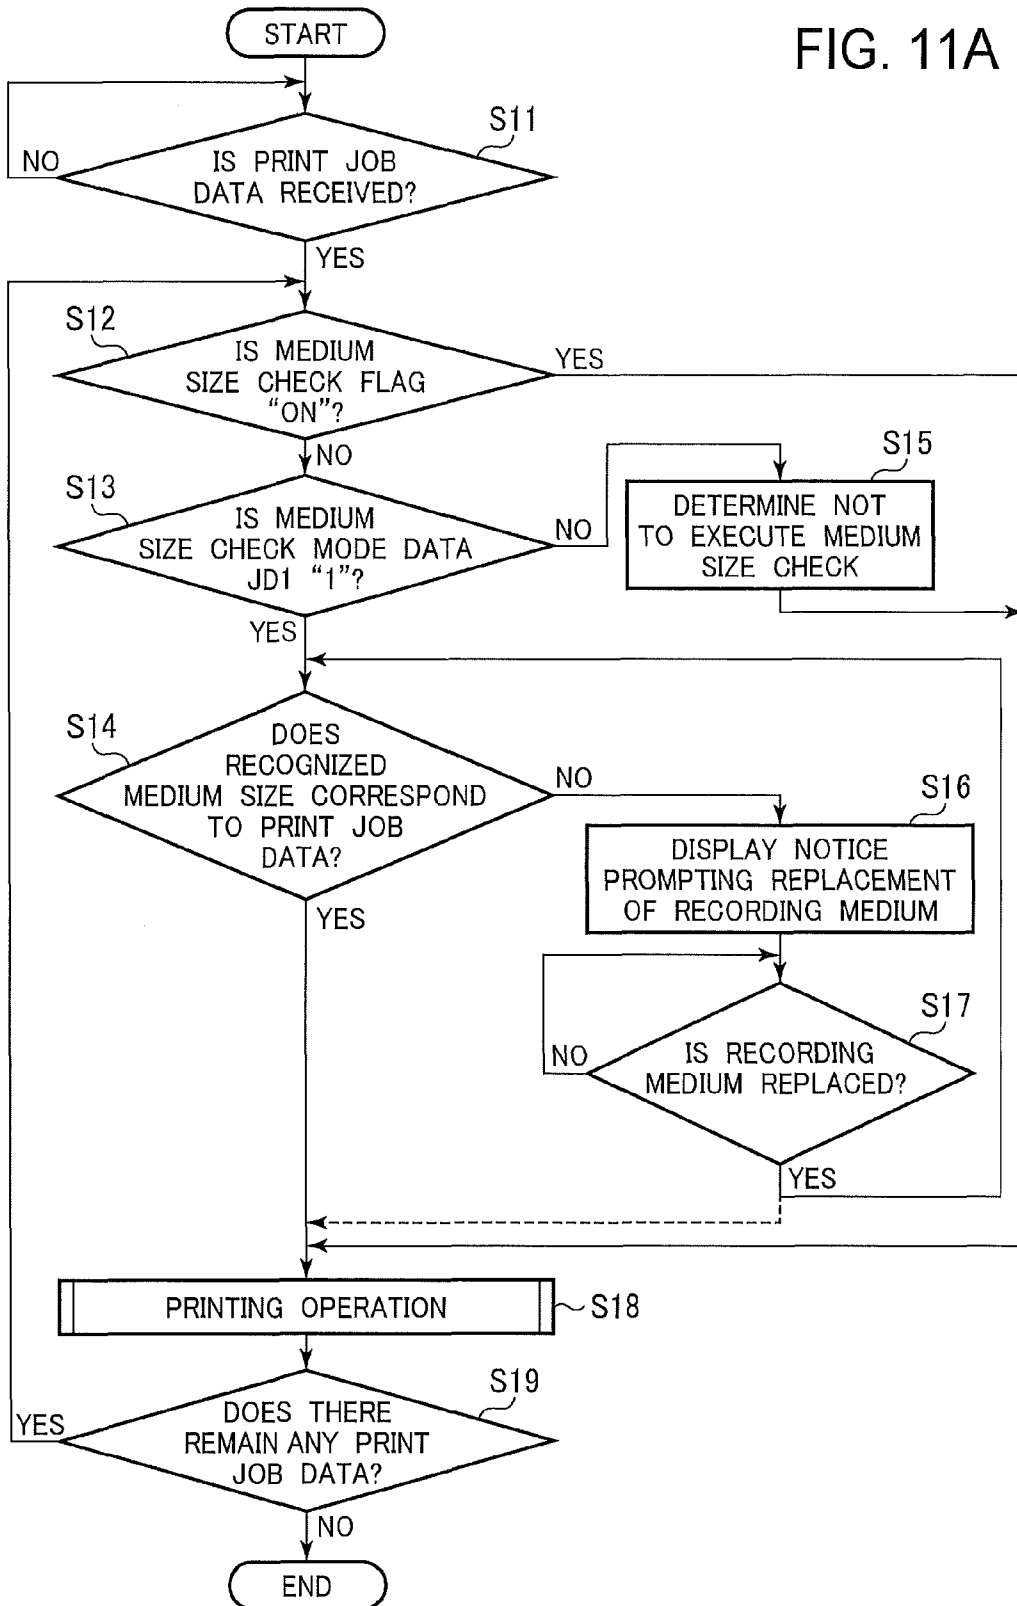 FIG. 11A
START
S11
IS PRINT JOB
DATA RECEIVED?
NO
YES
S12
IS MEDIUM
SIZE CHECK FLAG
“ON”?
YES
NO
S13
IS MEDIUM
SIZE CHECK MODE DATA
JD1 “1”?
NO
YES
S15
DETERMINE NOT
TO EXECUTE MEDIUM
SIZE CHECK
S14
DOES
RECOGNIZED
MEDIUM SIZE CORRESPOND
TO PRINT JOB
DATA?
NO
YES
S16
DISPLAY NOTICE
PROMPTING REPLACEMENT
OF RECORDING MEDIUM
S17
IS RECORDING
MEDIUM REPLACED?
NO
YES
PRINTING OPERATION
S18
S19
DOES THERE
REMAIN ANY PRINT
JOB DATA?
YES
NO
END